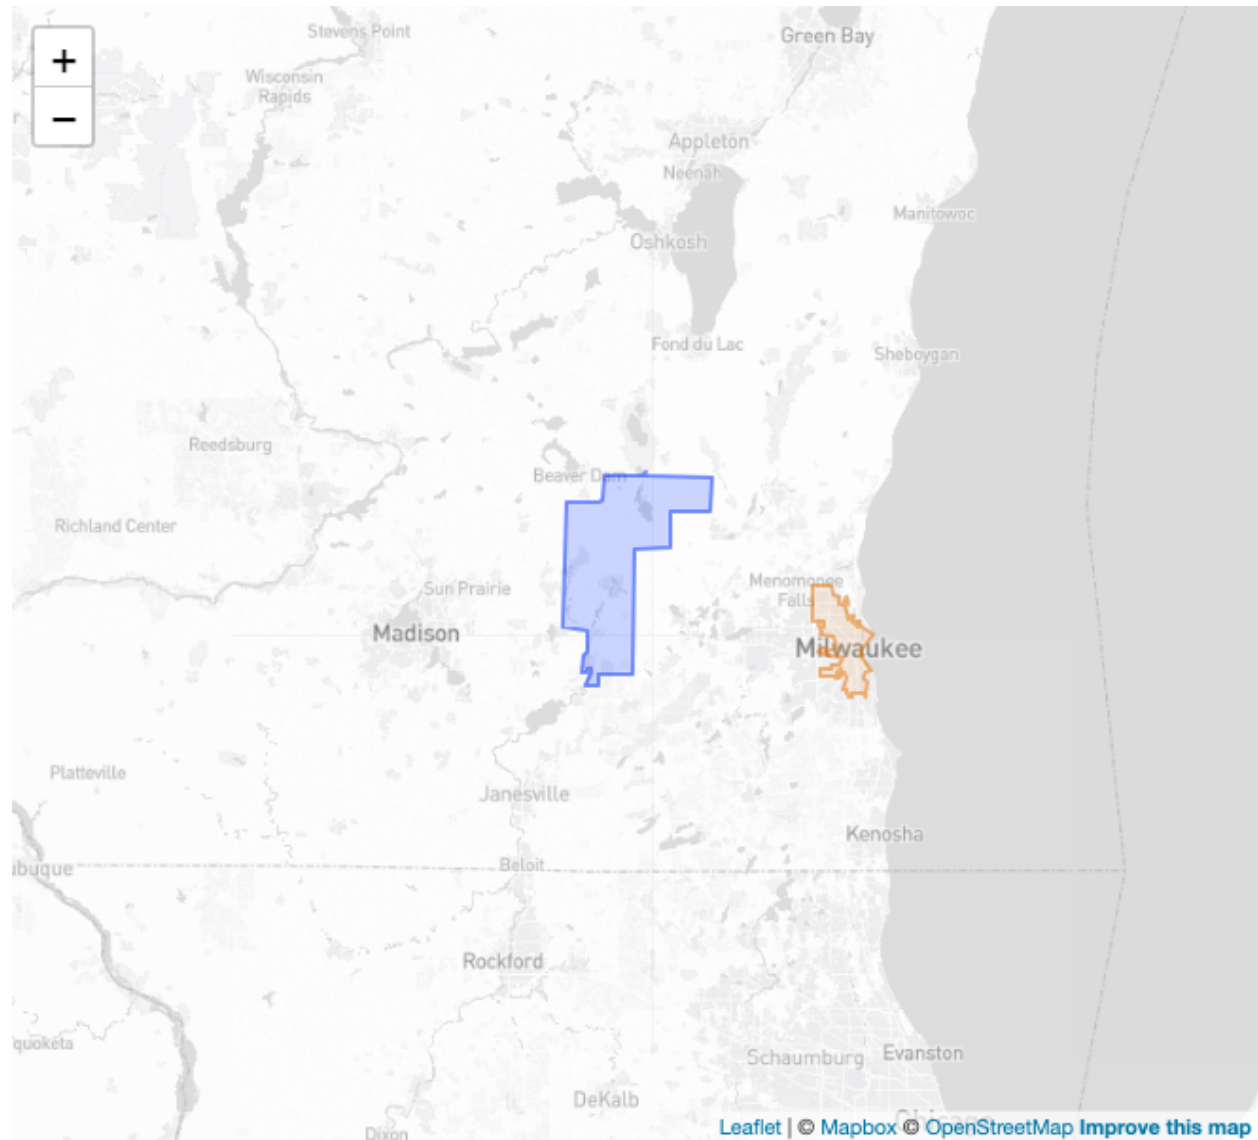 +
−
Stevens Point
Green Bay
Wisconsin
Rapids
Appleton
Neenah
Manitowoc
Oshkosh
Fond du Lac
Sheboygan
Reedsburg
Beaver Dam
Richland Center
Menomonee
Falls
Sun Prairie
Madison
Milwaukee
Platteville
Janesville
Kenosha
Beloit
ubuque
Rockford
quoketa
Schaumburg
Evanston
DeKalb
Chicago
Dixon
Leaflet | © Mapbox © OpenStreetMap Improve this map